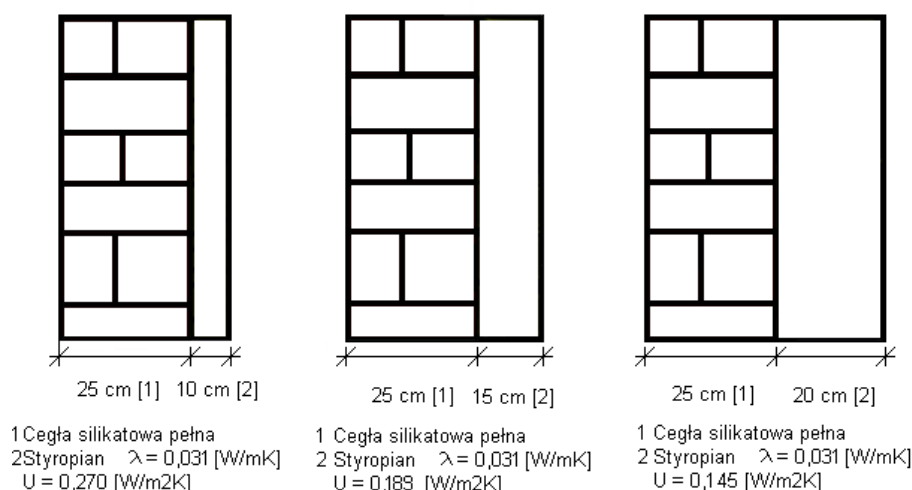 25 cm [1] 10 cm [2]
1 Cegła silikatowa pełna
2Styropian λ = 0,031 [W/mK]
U = 0,270 [W/m2K]
25 cm [1] 15 cm [2]
1 Cegła silikatowa pełna
2 Styropian λ = 0,031 [W/mK]
U = 0,189 [W/m2K]
25 cm [1] 20 cm [2]
1 Cegła silikatowa pełna
2 Styropian λ = 0,031 [W/mK]
U = 0,145 [W/m2K]